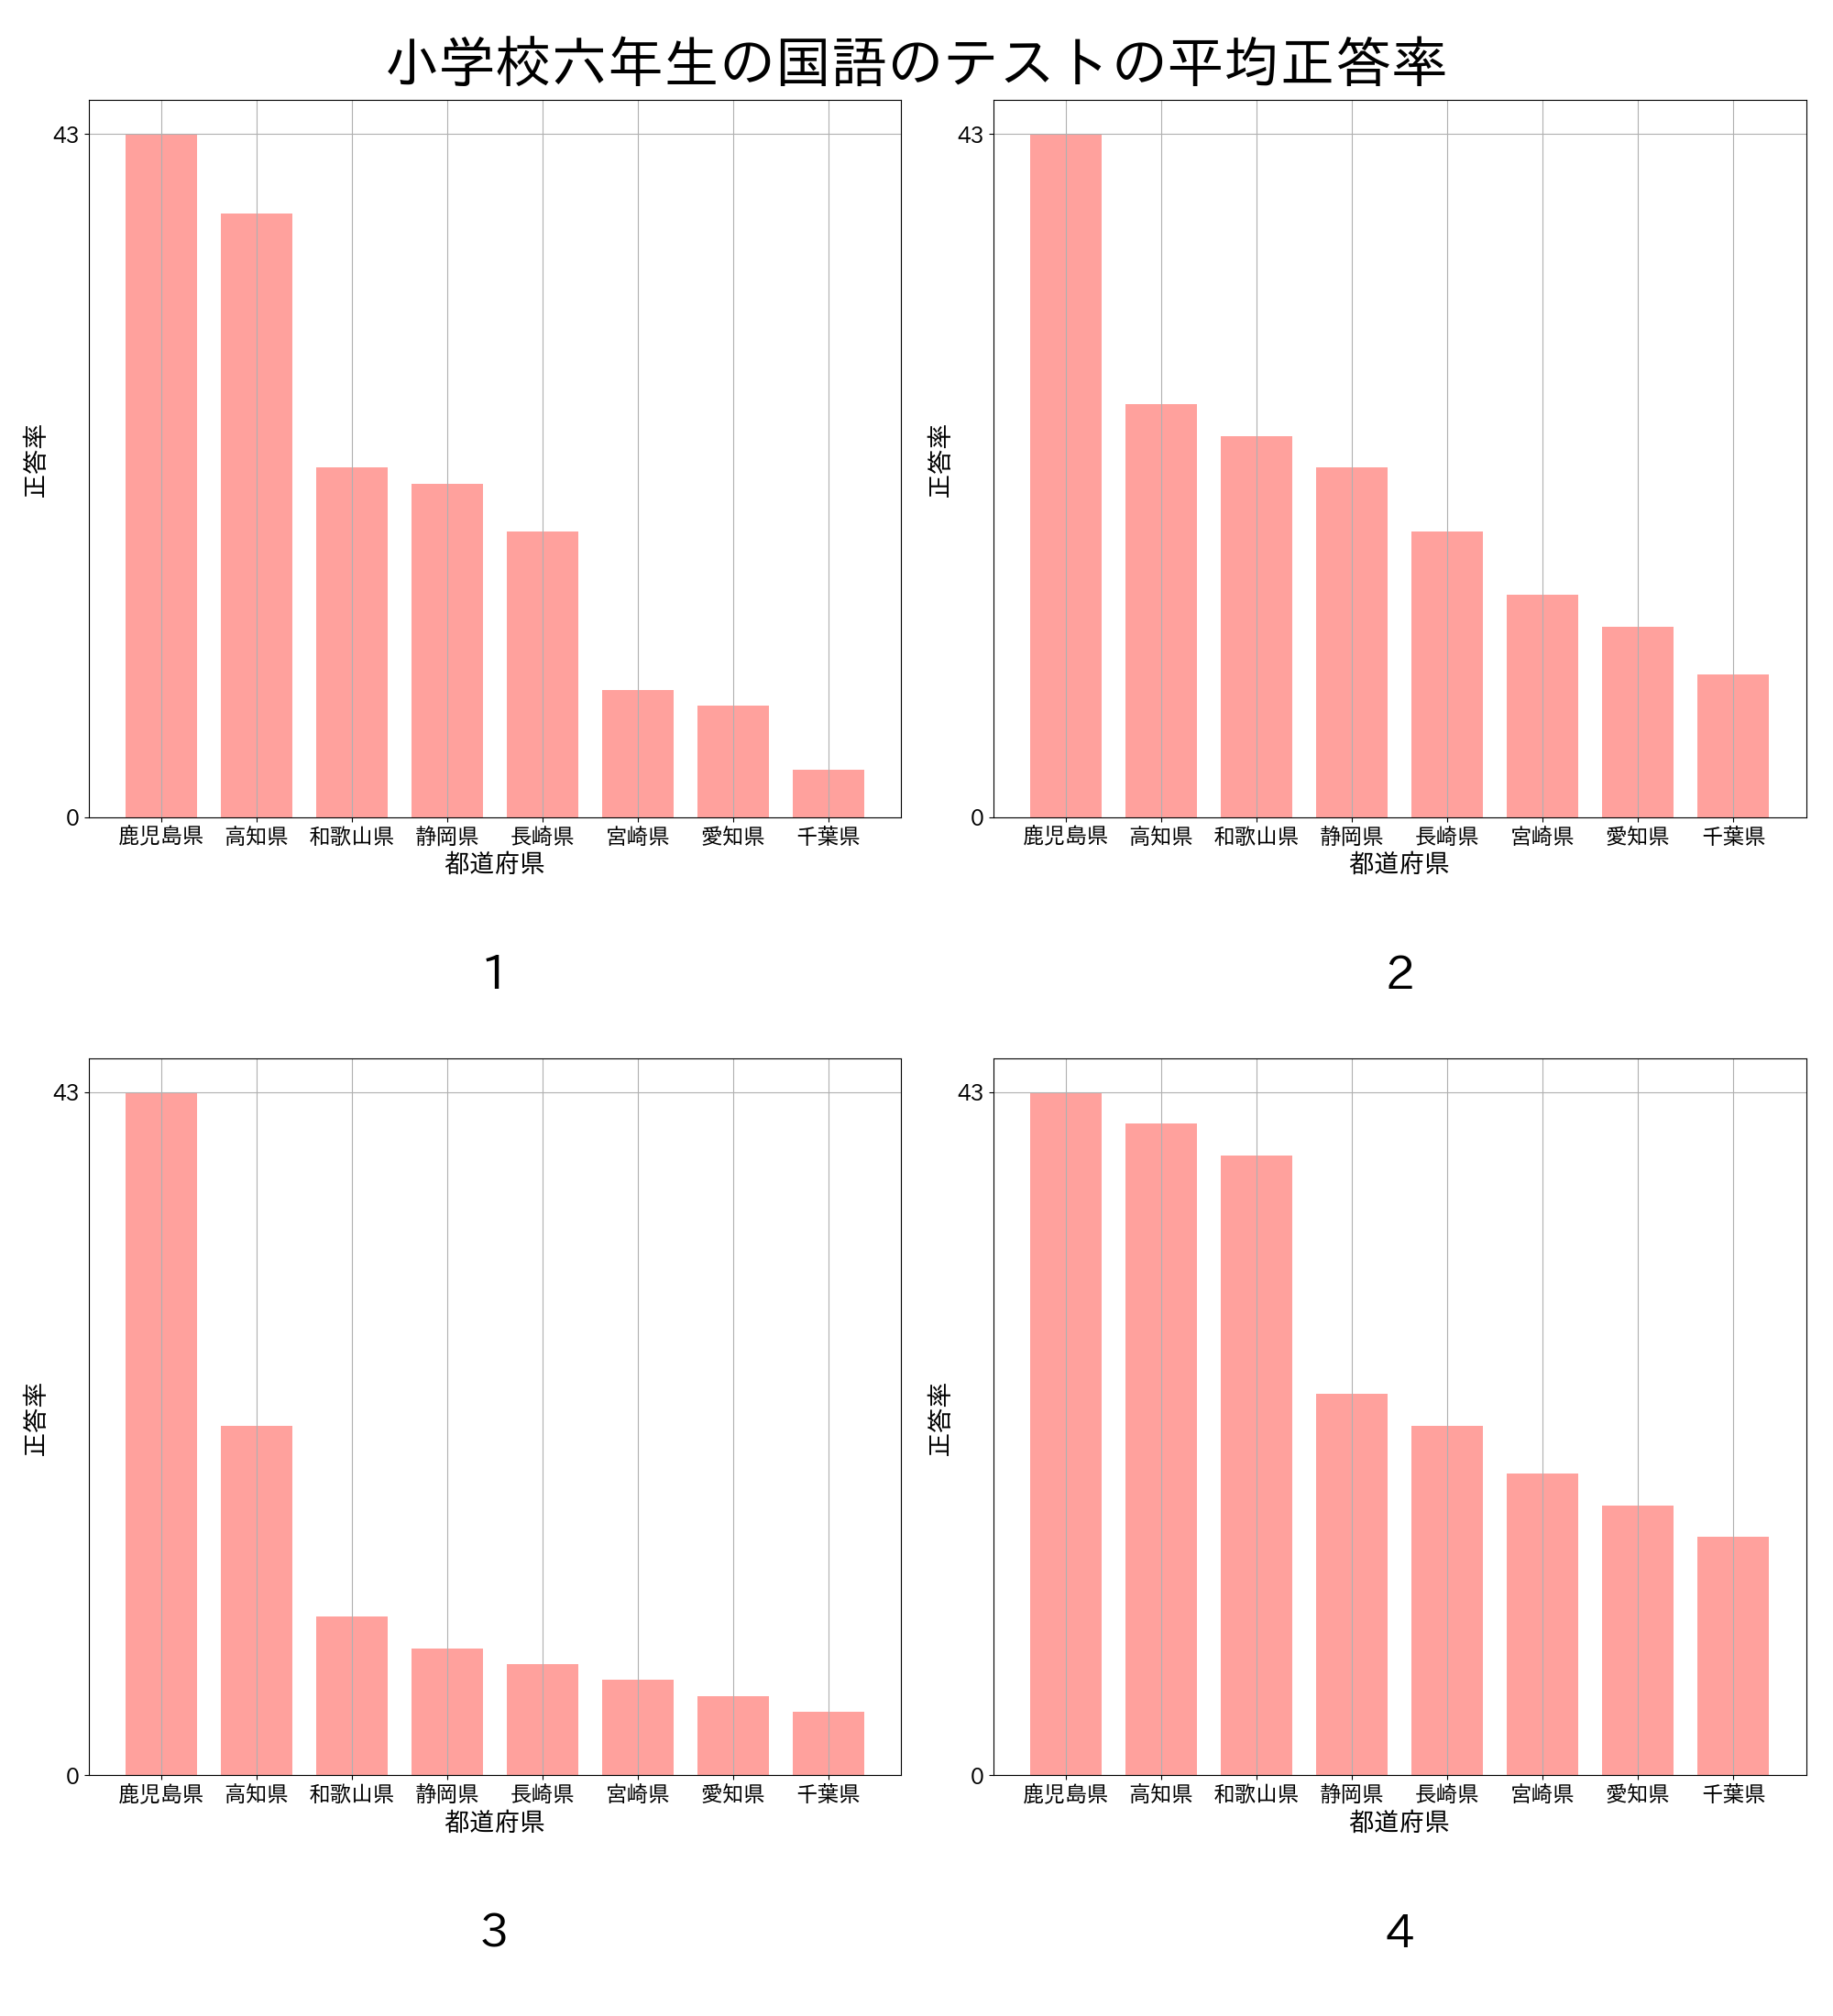 小学校六年生の国語のテストの平均正答率
43
正答率
0
鹿児島県 高知県 和歌山県 静岡県 長崎県 宮崎県 愛知県 千葉県
都道府県
1
43
正答率
0
鹿児島県 高知県 和歌山県 静岡県 長崎県 宮崎県 愛知県 千葉県
都道府県
2
43
正答率
0
鹿児島県 高知県 和歌山県 静岡県 長崎県 宮崎県 愛知県 千葉県
都道府県
3
43
正答率
0
鹿児島県 高知県 和歌山県 静岡県 長崎県 宮崎県 愛知県 千葉県
都道府県
4